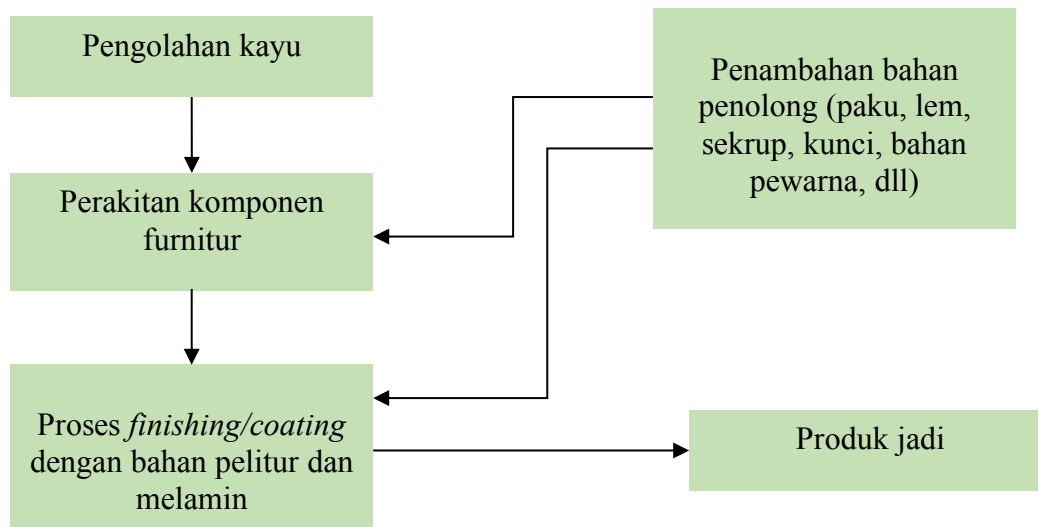 Pengolahan kayu
Penambahan bahan
penolong (paku, lem,
sekrup, kunci, bahan
pewarna, dll)
Perakitan komponen
furnitur
Proses finishing/coating
dengan bahan pelitur dan
melamin
Produk jadi